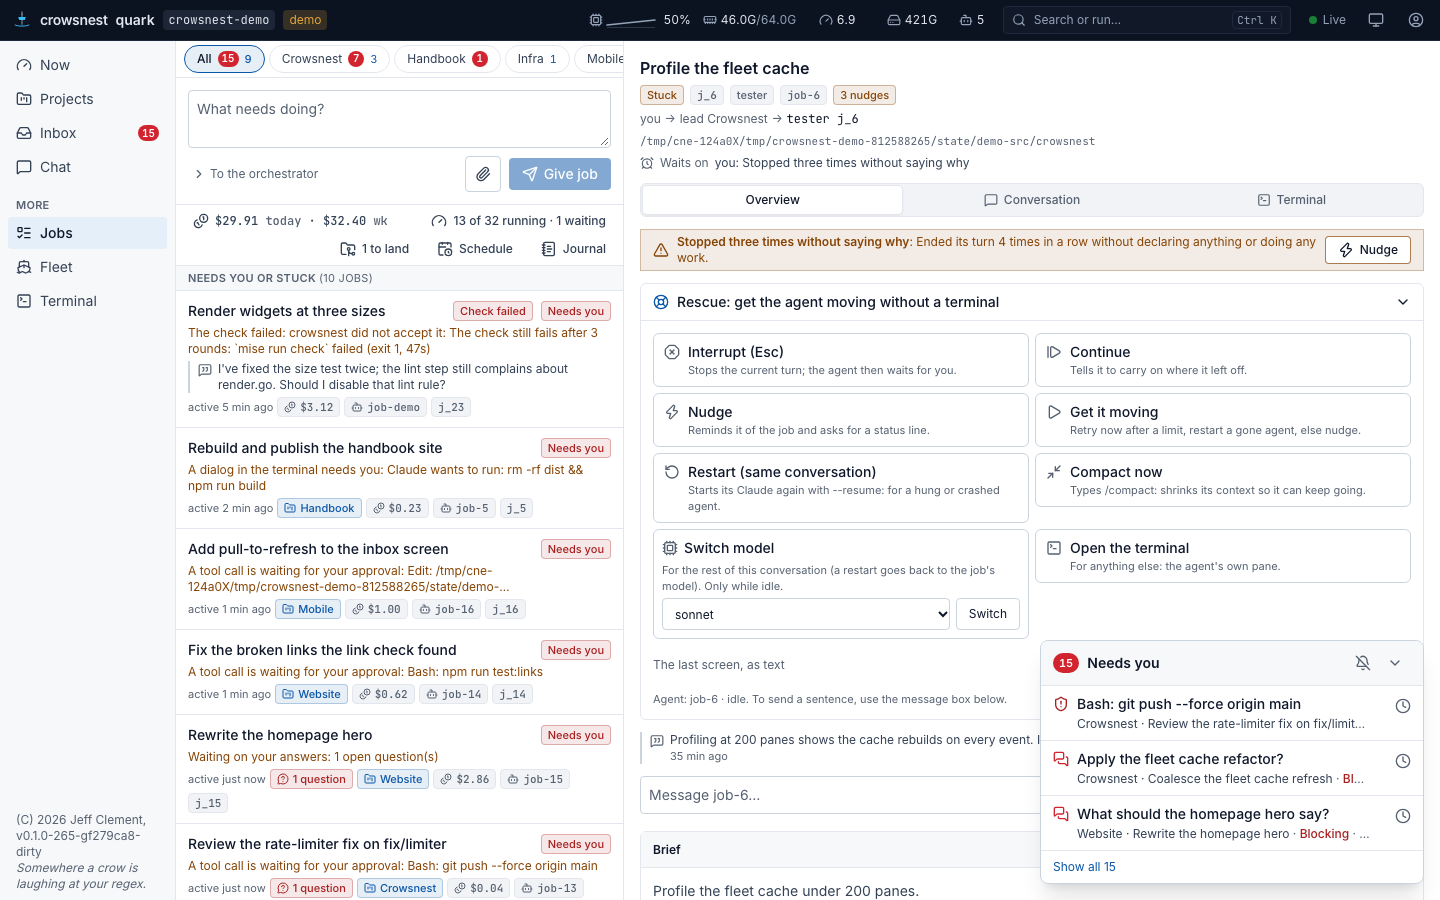 crowsnest quark crowsnest-demo demo
50% 46.0G/64.0G 6.9 421G 5
Search or run... Ctrl K
Live
Now
Projects
Inbox 15
Chat
MORE
Jobs
Fleet
Terminal
(C) 2026 Jeff Clement,
v0.1.0-265-gf279ca8-
dirty
Somewhere a crow is
laughing at your regex.
All 15 9 Crowsnest 7 3 Handbook 1 Infra 1 Mobile
What needs doing?
To the orchestrator
Give job
$29.91 today · $32.40 wk
13 of 32 running · 1 waiting
1 to land Schedule Journal
NEEDS YOU OR STUCK (10 JOBS)
Render widgets at three sizes Check failed Needs you
The check failed: crowsnest did not accept it: The check still fails after 3
rounds: `mise run check` failed (exit 1, 47s)
I've fixed the size test twice; the lint step still complains about
render.go. Should I disable that lint rule?
active 5 min ago $3.12 job-demo j_23
Rebuild and publish the handbook site Needs you
A dialog in the terminal needs you: Claude wants to run: rm -rf dist &&
npm run build
active 2 min ago Handbook $0.23 job-5 j_5
Add pull-to-refresh to the inbox screen Needs you
A tool call is waiting for your approval: Edit: /tmp/cne-
124a0X/tmp/crowsnest-demo-812588265/state/demo-...
active 1 min ago Mobile $1.00 job-16 j_16
Fix the broken links the link check found Needs you
A tool call is waiting for your approval: Bash: npm run test:links
active 1 min ago Website $0.62 job-14 j_14
Rewrite the homepage hero Needs you
Waiting on your answers: 1 open question(s)
active just now 1 question Website $2.86 job-15
j_15
Review the rate-limiter fix on fix/limiter Needs you
A tool call is waiting for your approval: Bash: git push --force origin main
active just now 1 question Crowsnest $0.04 job-13
Profile the fleet cache
Stuck j_6 tester job-6 3 nudges
you → lead Crowsnest → tester j_6
/tmp/cne-124a0X/tmp/crowsnest-demo-812588265/state/demo-src/crowsnest
Waits on you: Stopped three times without saying why
Overview Conversation Terminal
Stopped three times without saying why: Ended its turn 4 times in a row without declaring anything or doing any
work.
Nudge
Rescue: get the agent moving without a terminal
Interrupt (Esc)
Stops the current turn; the agent then waits for you.
Continue
Tells it to carry on where it left off.
Nudge
Reminds it of the job and asks for a status line.
Get it moving
Retry now after a limit, restart a gone agent, else nudge.
Restart (same conversation)
Starts its Claude again with --resume: for a hung or crashed
agent.
Compact now
Types /compact: shrinks its context so it can keep going.
Switch model
For the rest of this conversation (a restart goes back to the job's
model). Only while idle.
sonnet Switch
Open the terminal
For anything else: the agent's own pane.
The last screen, as text
Agent: job-6 · idle. To send a sentence, use the message box below.
Profiling at 200 panes shows the cache rebuilds on every event.
35 min ago
Message job-6...
Brief
Profile the fleet cache under 200 panes.
15 Needs you
Bash: git push --force origin main
Crowsnest · Review the rate-limiter fix on fix/limit...
Apply the fleet cache refactor?
Crowsnest · Coalesce the fleet cache refresh · Bl...
What should the homepage hero say?
Website · Rewrite the homepage hero · Blocking · ...
Show all 15